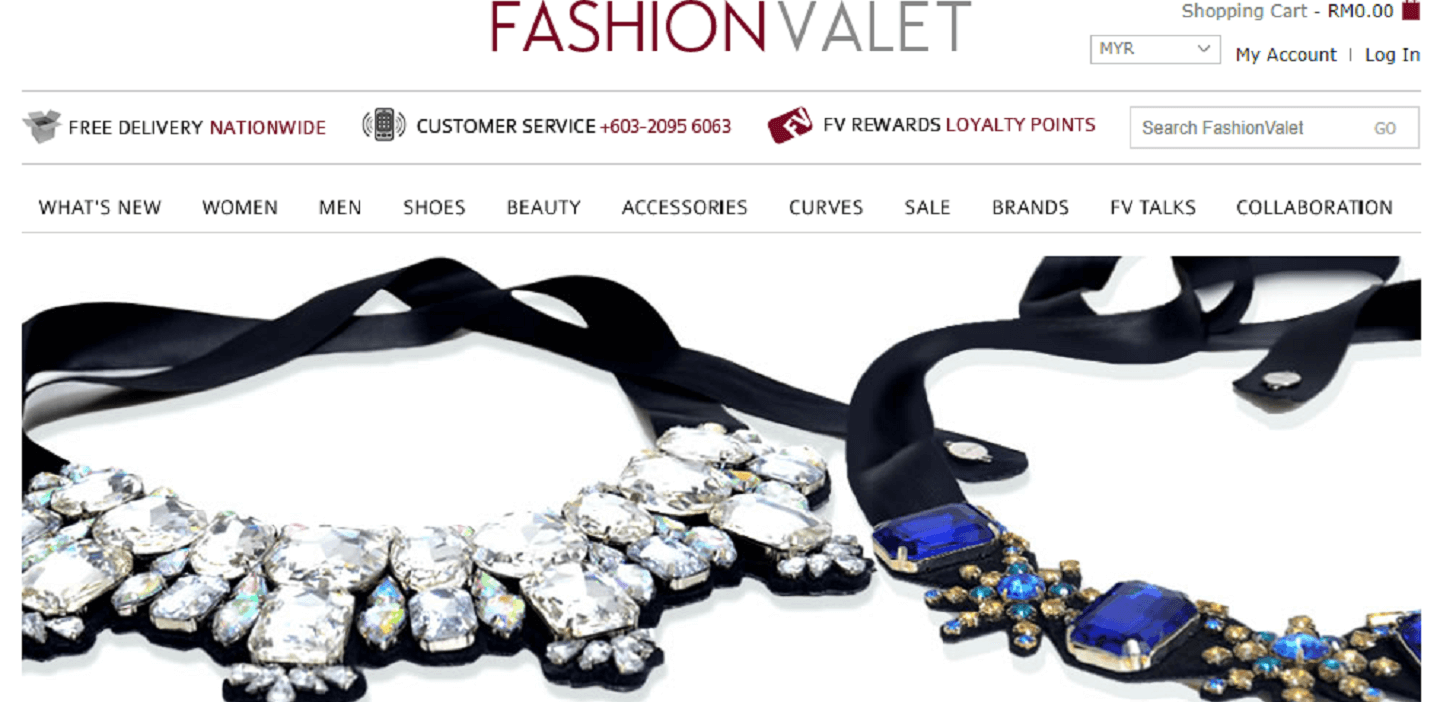 FASHIONVALET
Shopping Cart - RM0.00
MYR
My Account | Log In
FREE DELIVERY NATIONWIDE
CUSTOMER SERVICE +603-2095 6063
FV
FV REWARDS LOYALTY POINTS
Search FashionValet GO
WHAT'S NEW WOMEN MEN SHOES BEAUTY ACCESSORIES CURVES SALE BRANDS FV TALKS COLLABORATION